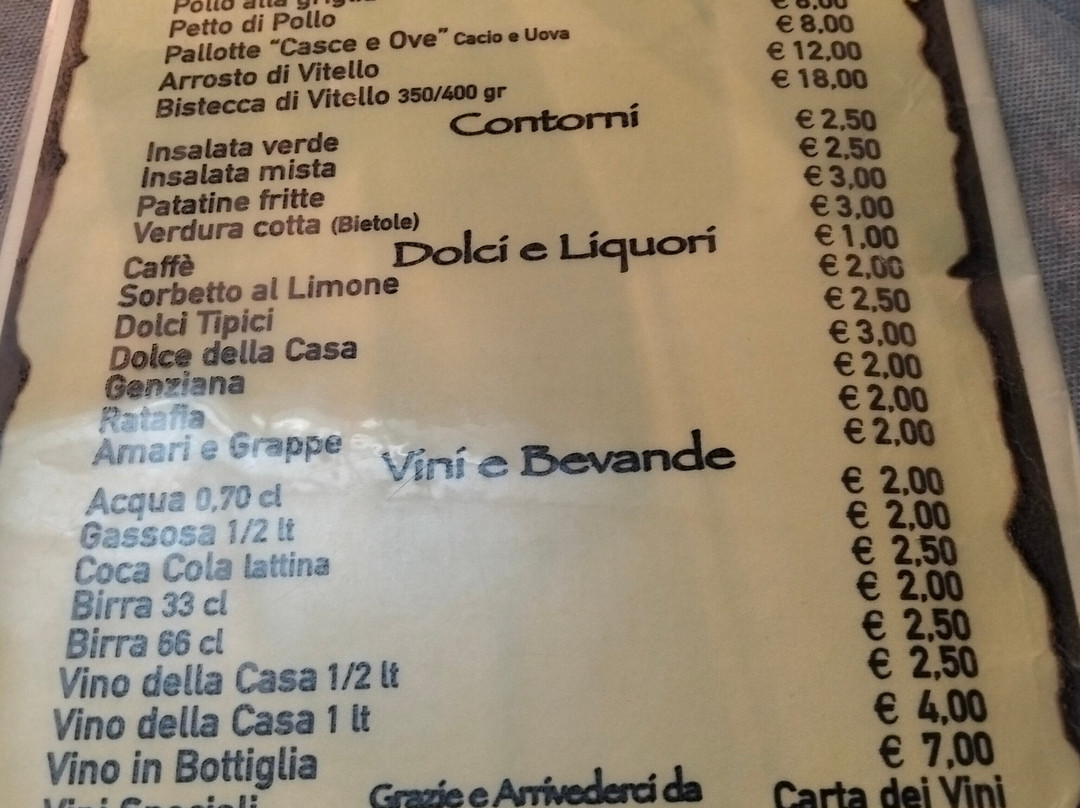 Pollo alla griglia
Petto di Pollo
Pallotte "Casce e Ove" Cacio e Uova € 8,00
Arrosto di Vitello € 12,00
Bistecca di Vitello 350/400 gr € 18,00
Contorni
Insalata verde € 2,50
Insalata mista € 2,50
Patatine fritte € 3,00
Verdura cotta (Bietole) € 3,00
Dolci e Liquori
Caffè € 1,00
Sorbetto al Limone € 2,00
Dolci Tipici € 2,50
Dolce della Casa € 3,00
Genziana € 2,00
Ratafia € 2,00
Amari e Grappe € 2,00
Vini e Bevande
Acqua 0,70 cl € 2,00
Gassosa 1/2 lt € 2,00
Coca Cola lattina € 2,50
Birra 33 cl € 2,00
Birra 66 cl € 2,50
Vino della Casa 1/2 lt € 2,50
Vino della Casa 1 lt € 4,00
Vino in Bottiglia € 7,00
Vini Speciali Carta dei Vini
Grazie e Arrivederci da